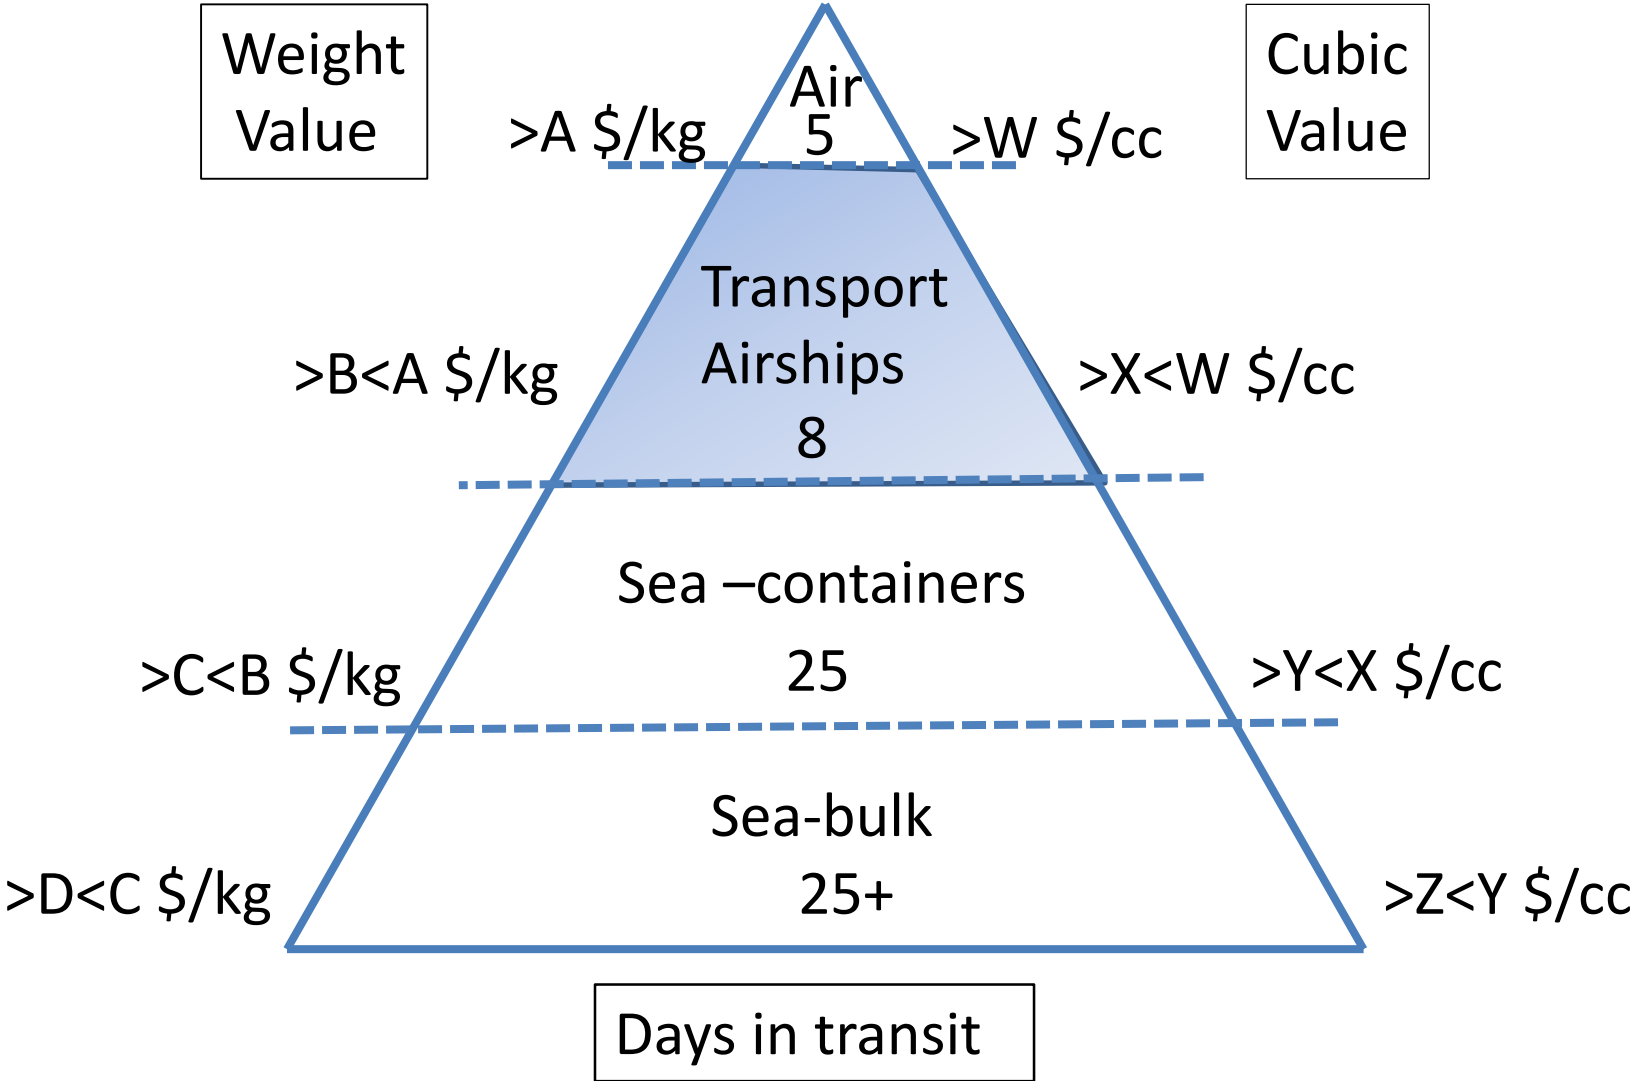 Weight
Value
Cubic
Value
Air
5
>A $/kg
>W $/cc
Transport
Airships
8
>B<A $/kg
>X<W $/cc
Sea –containers
25
>C<B $/kg
>Y<X $/cc
Sea-bulk
25+
>D<C $/kg
>Z<Y $/cc
Days in transit